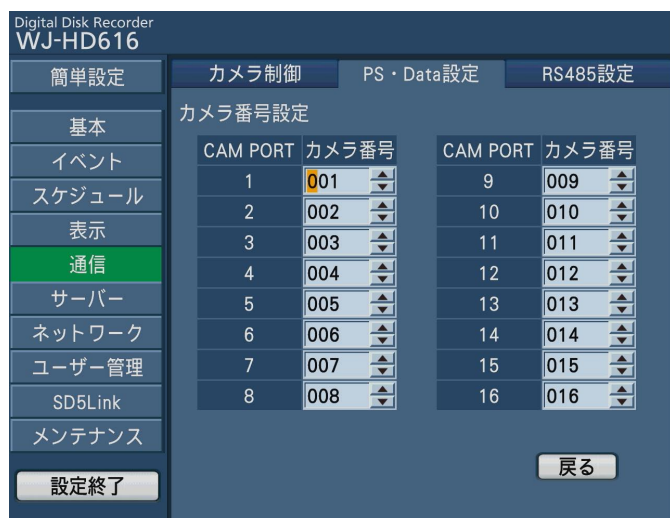 Digital Disk Recorder
WJ-HD616
簡単設定
基本
イベント
スケジュール
表示
通信
サーバー
ネットワーク
ユーザー管理
SD5Link
メンテナンス
設定終了
カメラ制御 PS・Data設定 RS485設定
カメラ番号設定
CAM PORT カメラ番号 CAM PORT カメラ番号
1 001 9 009
2 002 10 010
3 003 11 011
4 004 12 012
5 005 13 013
6 006 14 014
7 007 15 015
8 008 16 016
戻る